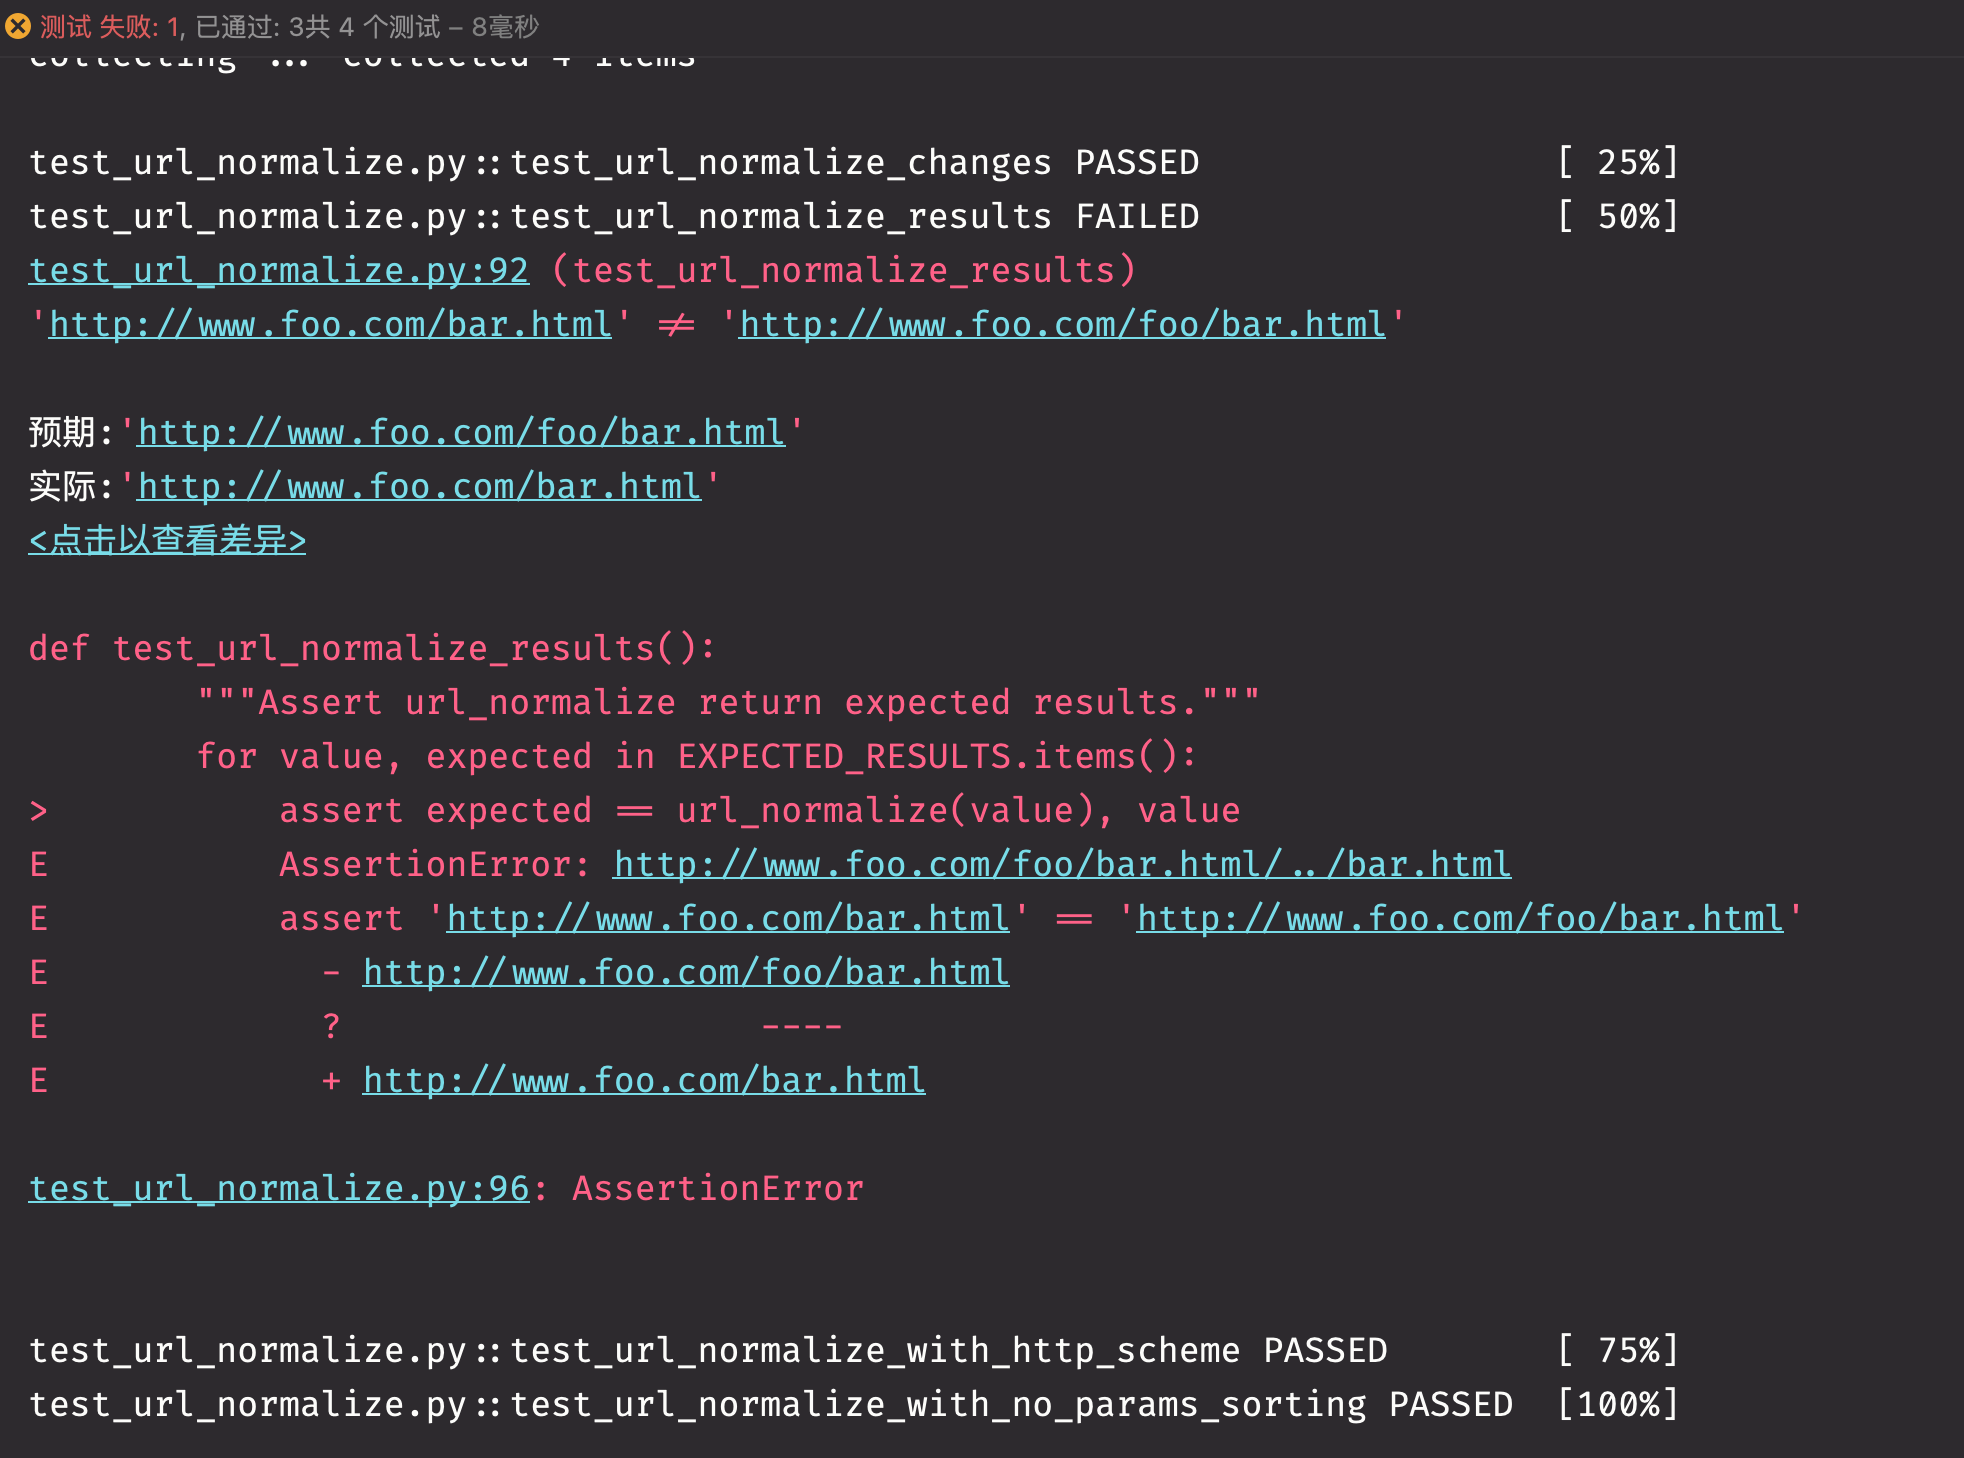 测试 失败: 1, 已通过: 3共 4 个测试 – 8毫秒
collecting ... collected 4 items
test_url_normalize.py::test_url_normalize_changes PASSED [ 25%]
test_url_normalize.py::test_url_normalize_results FAILED [ 50%]
test_url_normalize.py:92 (test_url_normalize_results)
'http://www.foo.com/bar.html' != 'http://www.foo.com/foo/bar.html'
预期:'http://www.foo.com/foo/bar.html'
实际:'http://www.foo.com/bar.html'
<点击以查看差异>
def test_url_normalize_results():
"""Assert url_normalize return expected results."""
for value, expected in EXPECTED_RESULTS.items():
> assert expected == url_normalize(value), value
E AssertionError: http://www.foo.com/foo/bar.html/../bar.html
E assert 'http://www.foo.com/bar.html' == 'http://www.foo.com/foo/bar.html'
E - http://www.foo.com/foo/bar.html
E ? ----
E + http://www.foo.com/bar.html
test_url_normalize.py:96: AssertionError
test_url_normalize.py::test_url_normalize_with_http_scheme PASSED [ 75%]
test_url_normalize.py::test_url_normalize_with_no_params_sorting PASSED [100%]